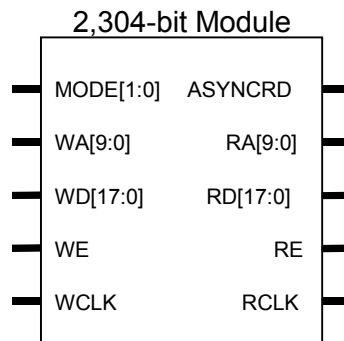 2,304-bit Module
MODE[1:0] ASYNCRD
WA[9:0] RA[9:0]
WD[17:0] RD[17:0]
WE RE
WCLK RCLK